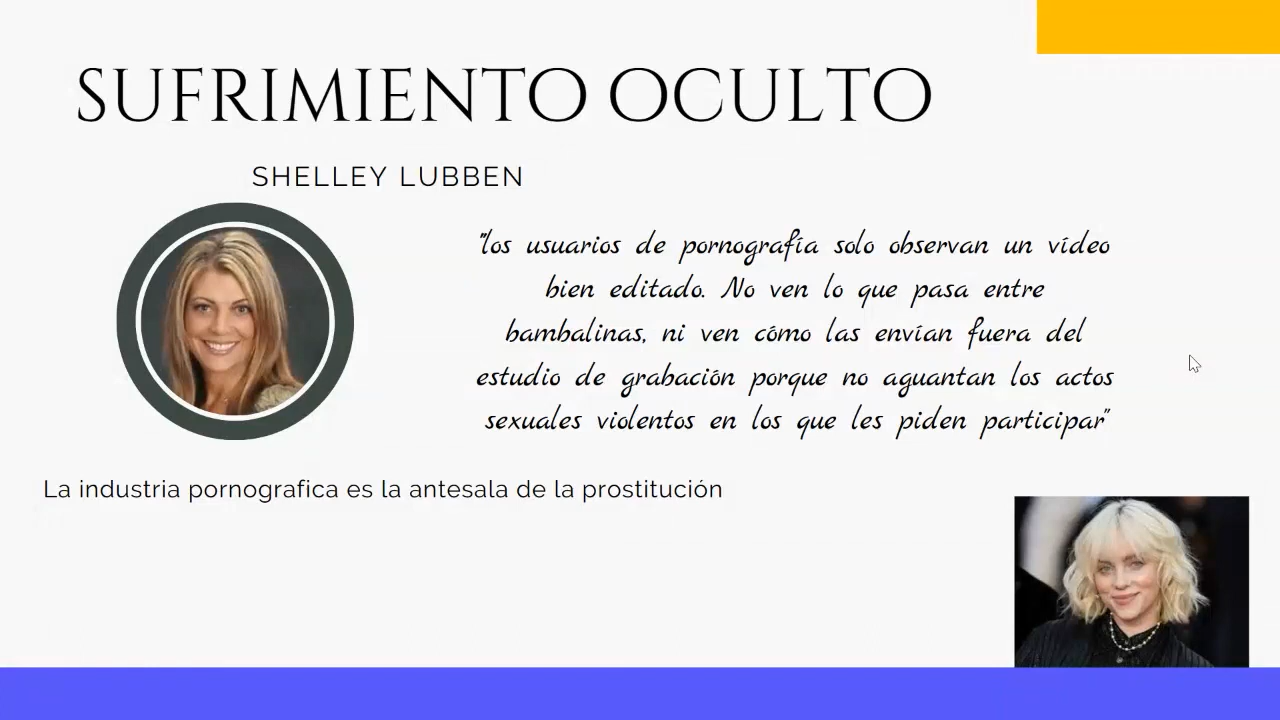 SUFRIMIENTO OCULTO
SHELLEY LUBBEN
"los usuarios de pornografía solo observan un vídeo
bien editado. No ven lo que pasa entre
bambalinas, ni ven cómo las envían fuera del
estudio de grabación porque no aguantan los actos
sexuales violentos en los que les piden participar"
La industria pornografica es la antesala de la prostitución